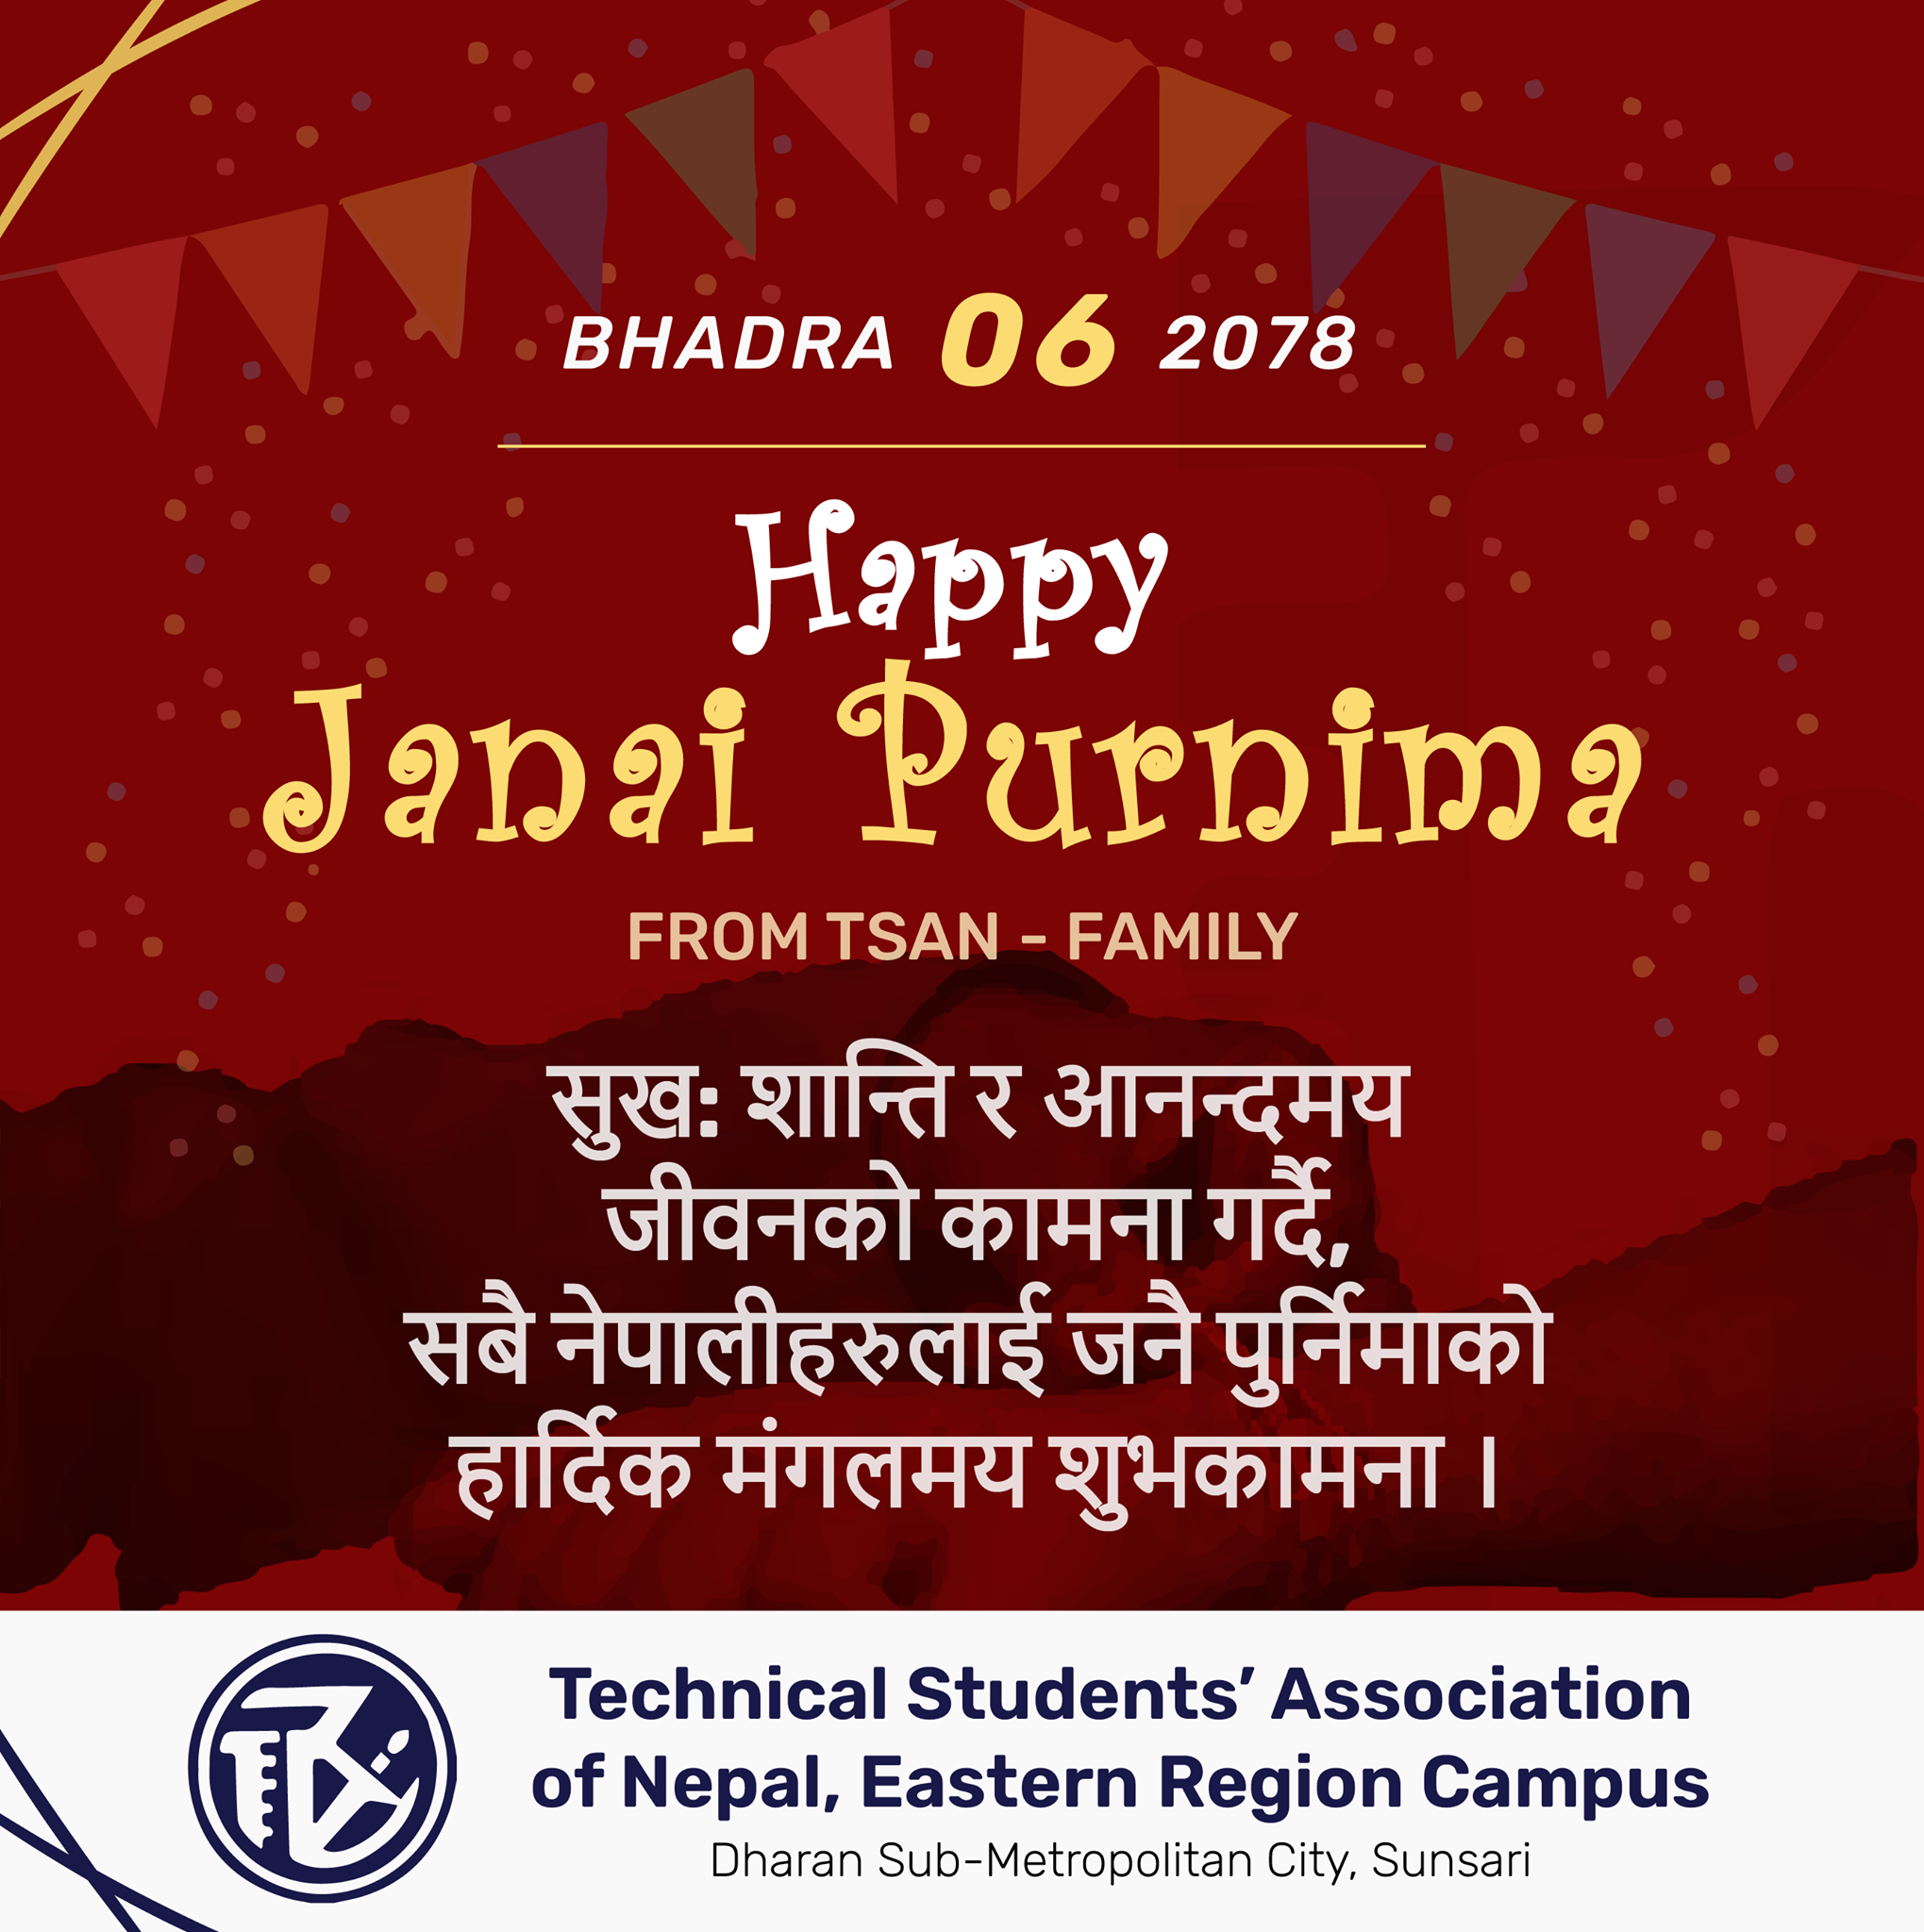 BHADRA 06 2078
Happy
Janai Purnima
FROM TSAN - FAMILY
सुख: शान्ति र आनन्दमय
जीवनको कामना गर्दै,
सबै नेपालीहरुलाई जनै पुर्निमाको
हार्दिक मंगलमय शुभकामना ।
Technical Students’ Association
of Nepal, Eastern Region Campus
Dharan Sub-Metropolitan City, Sunsari